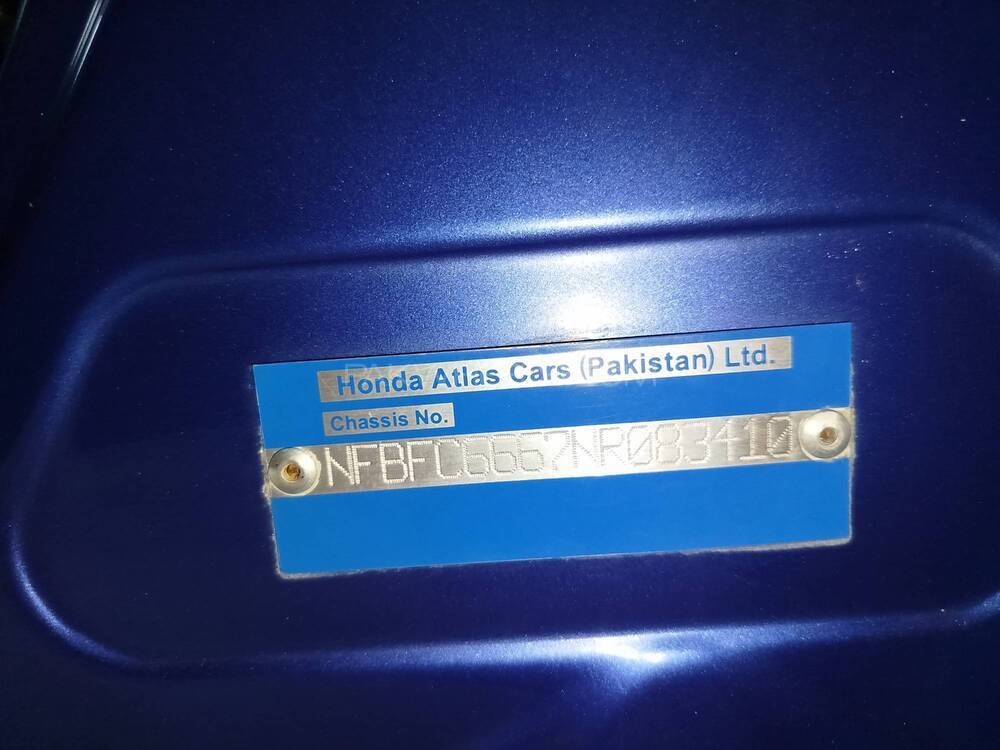 Honda Atlas Cars (Pakistan) Ltd.
Chassis No.
NFBFC6667NR083410